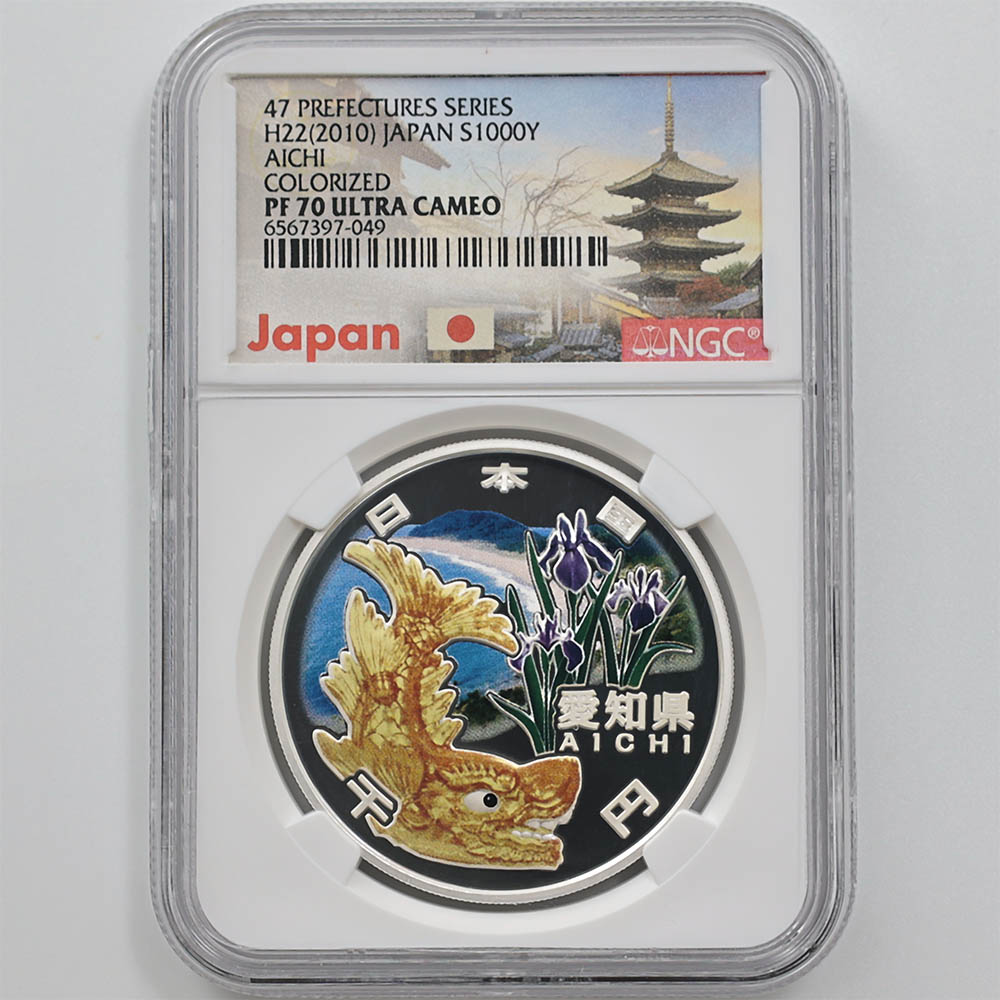 47 PREFECTURES SERIES
H22(2010) JAPAN S1000Y
AICHI
COLORIZED
PF 70 ULTRA CAMEO
6567397-049
Japan
NGC®
日本国
愛知県
AICHI
千円